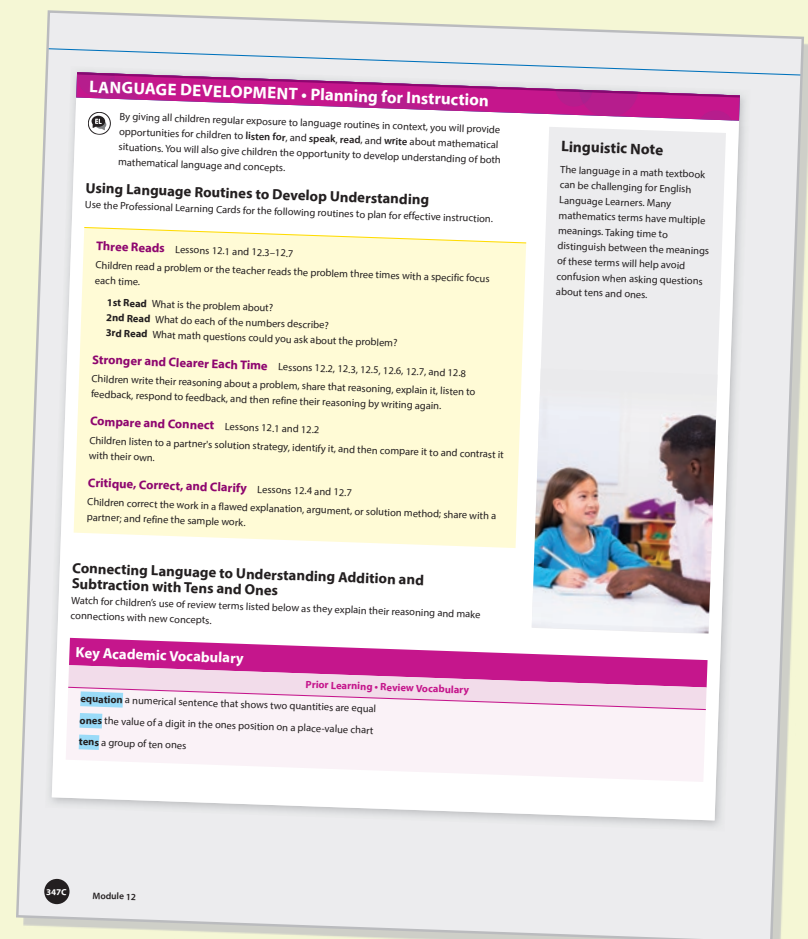 LANGUAGE DEVELOPMENT • Planning for Instruction
EL
By giving all children regular exposure to language routines in context, you will provide
opportunities for children to listen for, and speak, read, and write about mathematical
situations. You will also give children the opportunity to develop understanding of both
mathematical language and concepts.
Using Language Routines to Develop Understanding
Use the Professional Learning Cards for the following routines to plan for effective instruction.
Three Reads Lessons 12.1 and 12.3–12.7
Children read a problem or the teacher reads the problem three times with a specific focus
each time.
1st Read What is the problem about?
2nd Read What do each of the numbers describe?
3rd Read What math questions could you ask about the problem?
Stronger and Clearer Each Time Lessons 12.2, 12.3, 12.5, 12.6, 12.7, and 12.8
Children write their reasoning about a problem, share that reasoning, explain it, listen to
feedback, respond to feedback, and then refine their reasoning by writing again.
Compare and Connect Lessons 12.1 and 12.2
Children listen to a partner's solution strategy, identify it, and then compare it to and contrast it
with their own.
Critique, Correct, and Clarify Lessons 12.4 and 12.7
Children correct the work in a flawed explanation, argument, or solution method; share with a
partner; and refine the sample work.
Connecting Language to Understanding Addition and
Subtraction with Tens and Ones
Watch for children's use of review terms listed below as they explain their reasoning and make
connections with new concepts.
Linguistic Note
The language in a math textbook
can be challenging for English
Language Learners. Many
mathematics terms have multiple
meanings. Taking time to
distinguish between the meanings
of these terms will help avoid
confusion when asking questions
about tens and ones.
Key Academic Vocabulary
Prior Learning • Review Vocabulary
equation a numerical sentence that shows two quantities are equal
ones the value of a digit in the ones position on a place-value chart
tens a group of ten ones
347C Module 12